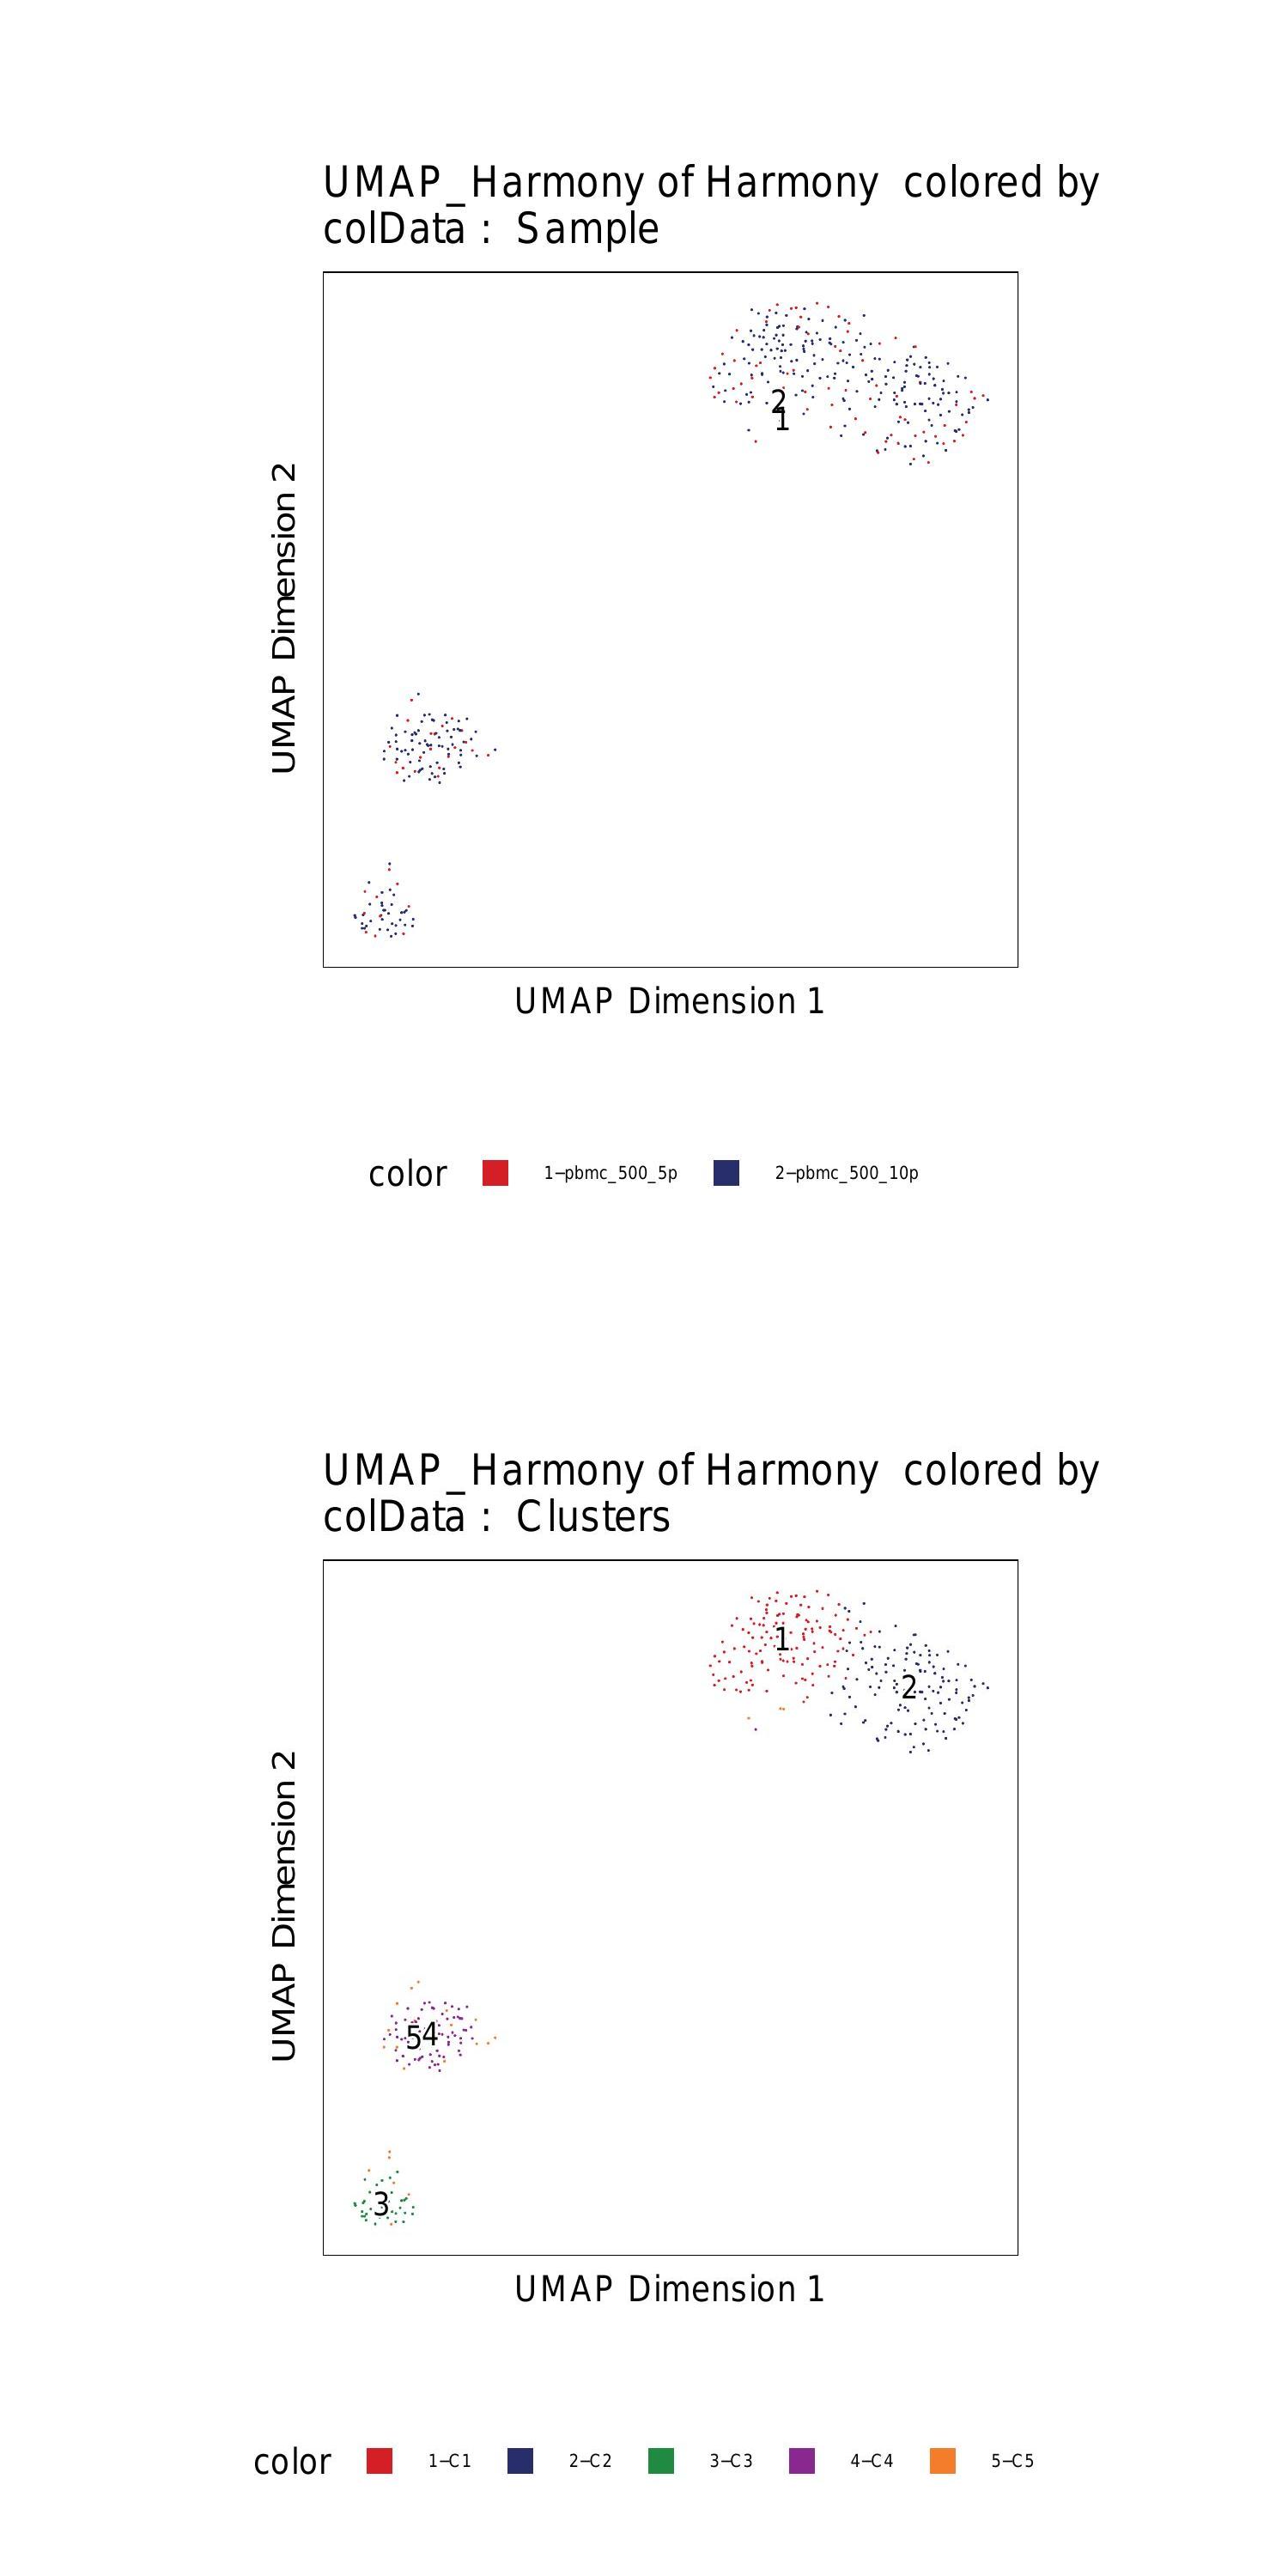 UMAP_Harmony of Harmony colored by
colData : Sample
2
1
UMAP Dimension 2
UMAP Dimension 1
color 1−pbmc_500_5p 2−pbmc_500_10p
UMAP_Harmony of Harmony colored by
colData : Clusters
1
2
54
3
UMAP Dimension 2
UMAP Dimension 1
color 1−C1 2−C2 3−C3 4−C4 5−C5